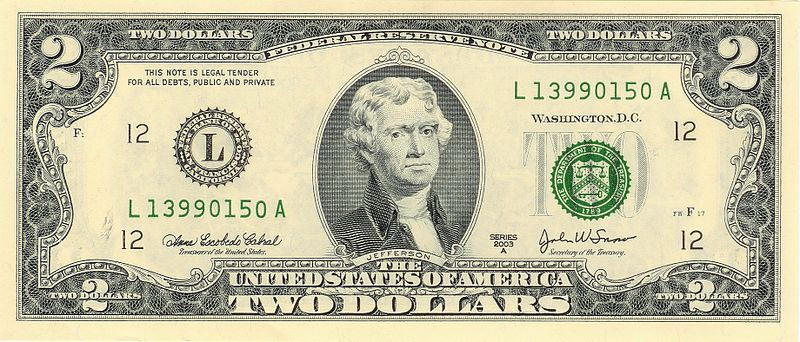 2 TWO DOLLARS FEDERAL RESERVE NOTE TWO DOLLARS 2
THIS NOTE IS LEGAL TENDER
FOR ALL DEBTS, PUBLIC AND PRIVATE
L 13990150 A
WASHINGTON, D.C.
12
L
12
TWO
THE DEPARTMENT OF THE TREASURY
1789
L 13990150 A
FW F 17
12
Anna Escobedo Cabral
Treasurer of the United States.
SERIES
2003
A
John W. Snow
Secretary of the Treasury.
12
JEFFERSON
THE
UNITED STATES OF AMERICA
TWO DOLLARS
TWO DOLLARS
2
TWO DOLLARS
2